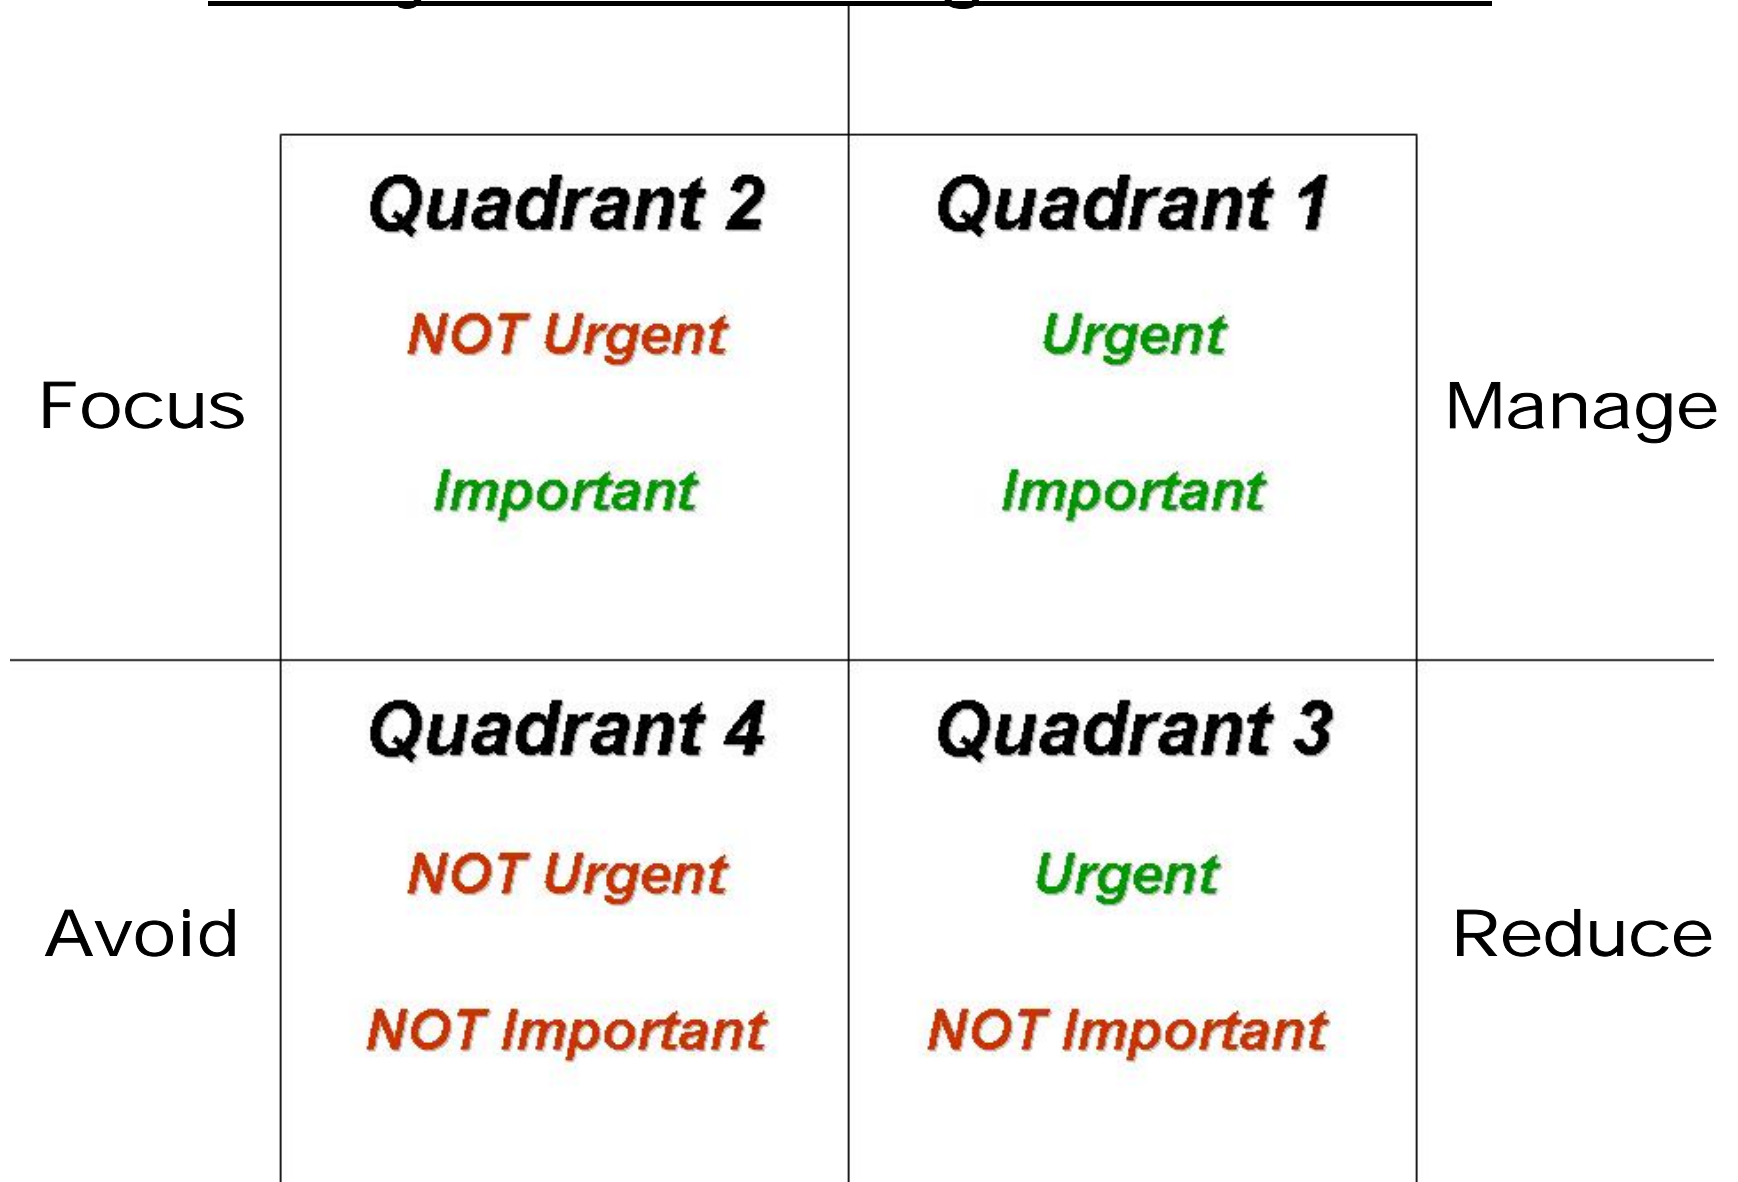 Quadrant 2
Quadrant 1
NOT Urgent
Urgent
Focus
Manage
Important
Important
Quadrant 4
Quadrant 3
NOT Urgent
Urgent
Avoid
Reduce
NOT Important
NOT Important